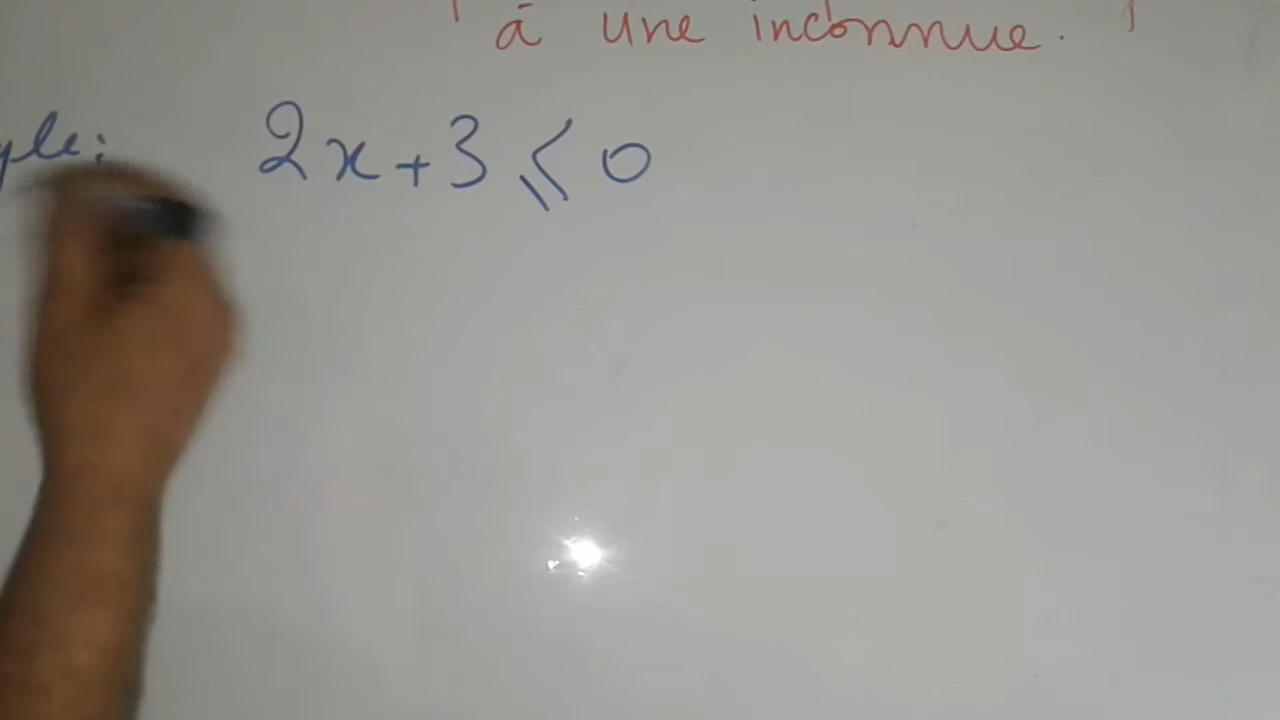 à une inconnue.
2x+3 ⩽ 0